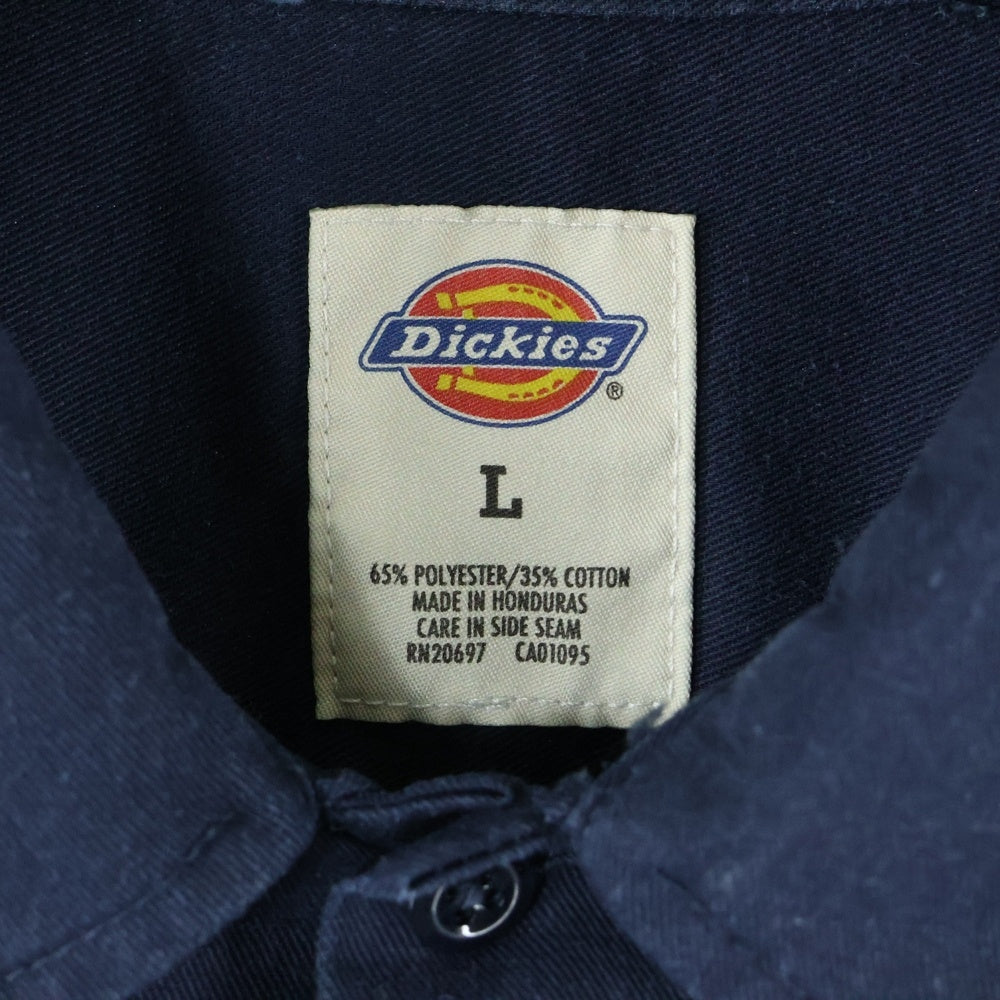 Dickies
®
L
65% POLYESTER/35% COTTON
MADE IN HONDURAS
CARE IN SIDE SEAM
RN20697 CA01095